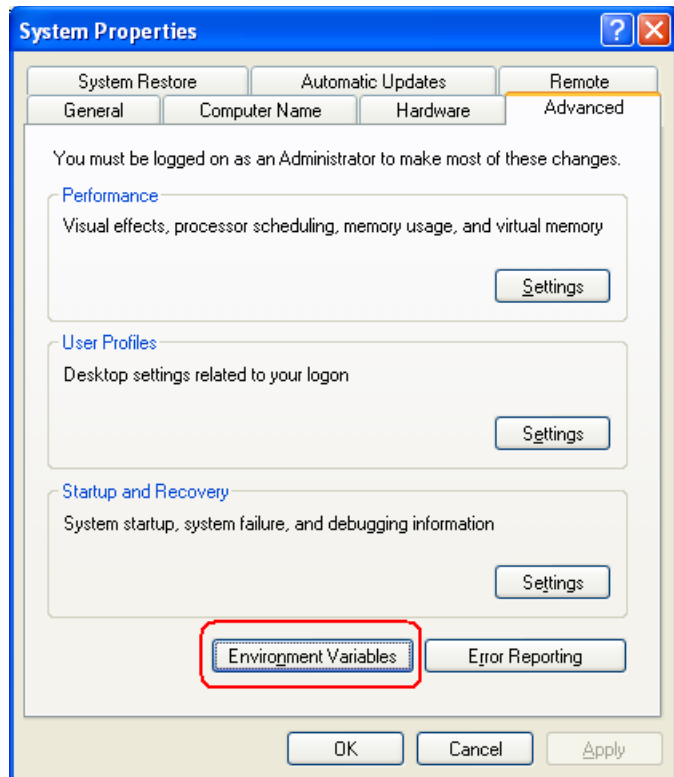 System Properties
System Restore Automatic Updates Remote
General Computer Name Hardware Advanced
You must be logged on as an Administrator to make most of these changes.
Performance
Visual effects, processor scheduling, memory usage, and virtual memory
Settings
User Profiles
Desktop settings related to your logon
Settings
Startup and Recovery
System startup, system failure, and debugging information
Settings
Environment Variables Error Reporting
OK Cancel Apply